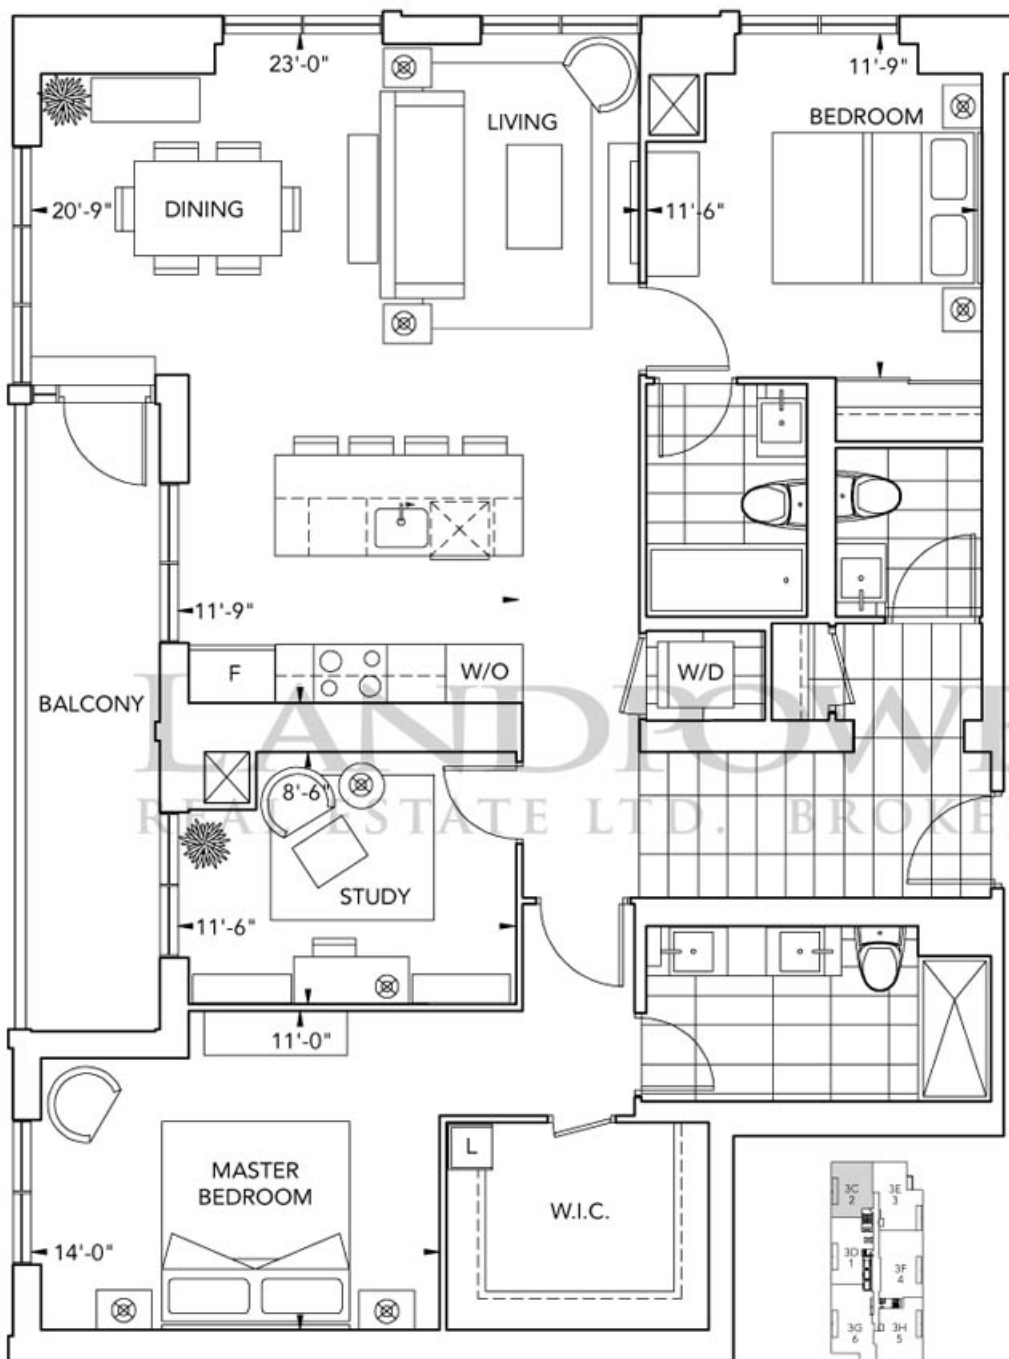 23'-0"
11'-9"
LIVING
BEDROOM
20'-9"
DINING
11'-6"
11'-9"
F
W/O
W/D
BALCONY
LANDPOWE
REAL ESTATE LTD. BROKE
8'-6"
STUDY
11'-6"
11'-0"
MASTER
BEDROOM
L
W.I.C.
14'-0"
3C
2
3E
3
3D
1
3F
4
3G
6
3H
5